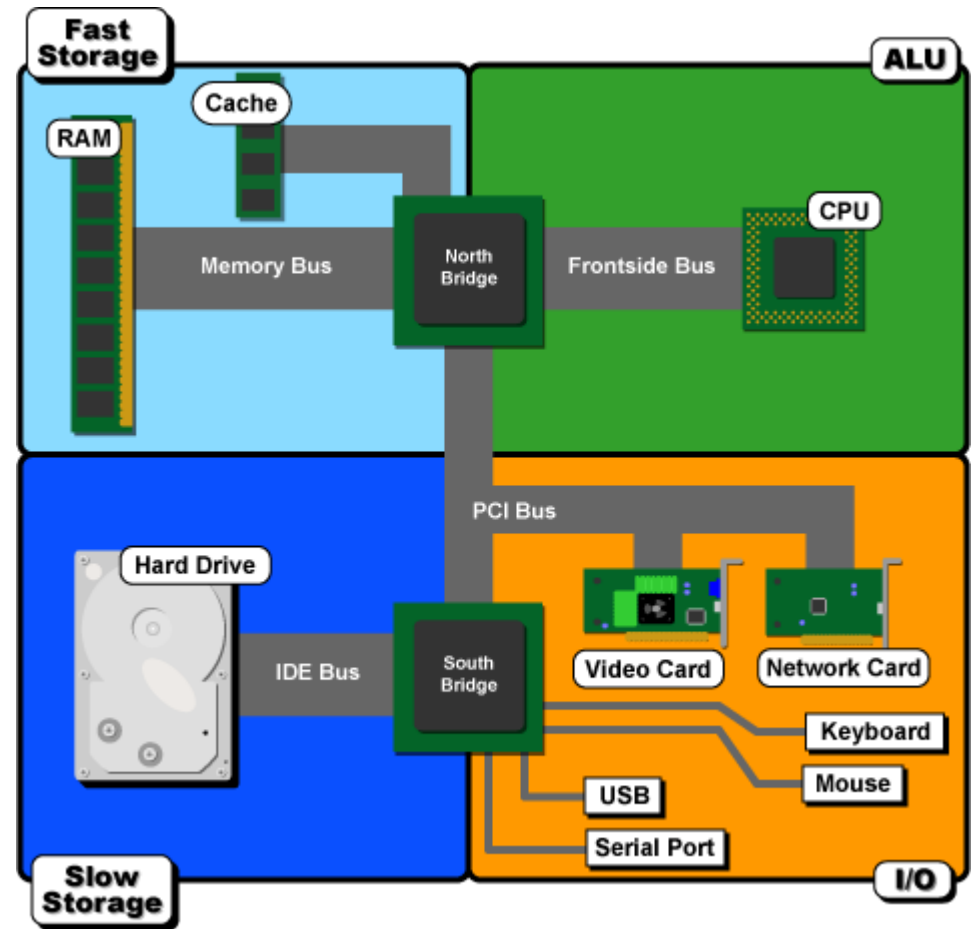 Fast
Storage
ALU
Cache
RAM
CPU
Memory Bus
North
Bridge
Frontside Bus
PCI Bus
Hard Drive
IDE Bus
South
Bridge
Video Card
Network Card
Keyboard
Mouse
USB
Serial Port
Slow
Storage
I/O